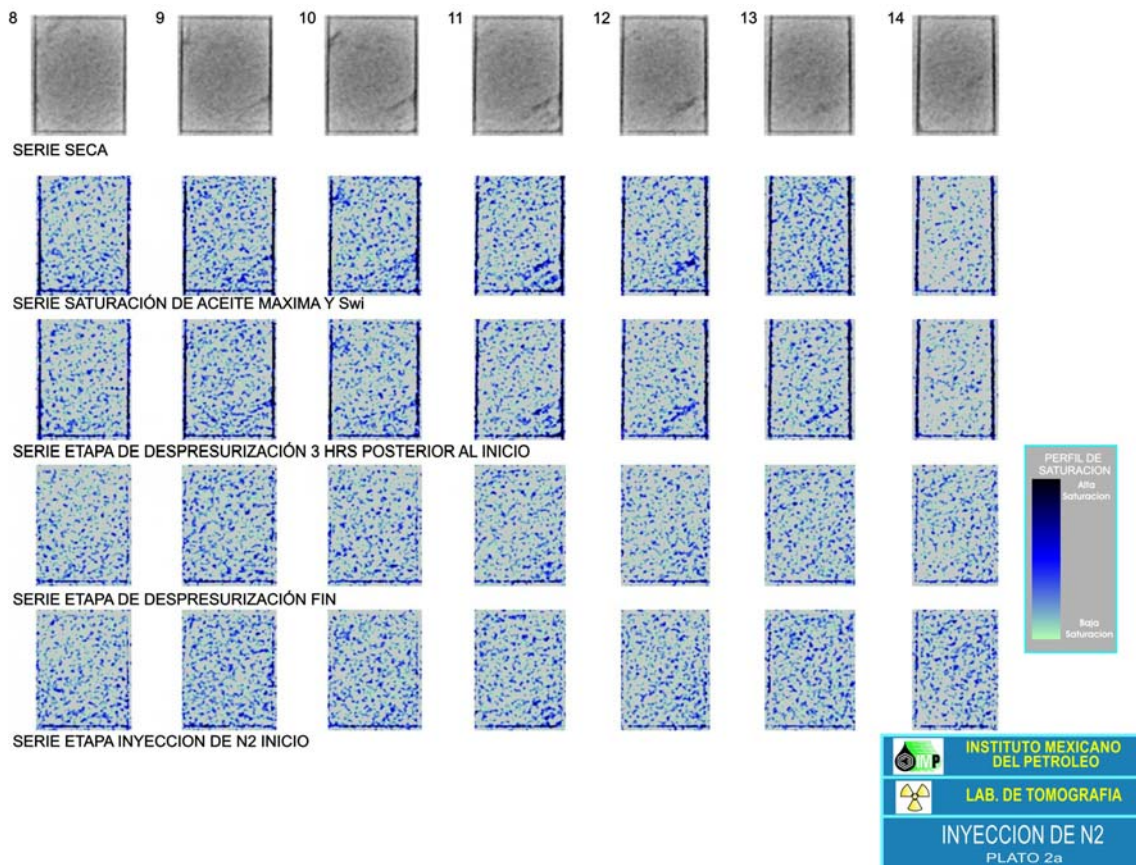 8 9 10 11 12 13 14
SERIE SECA
SERIE SATURACIÓN DE ACEITE MAXIMA Y Swi
SERIE ETAPA DE DESPRESURIZACIÓN 3 HRS POSTERIOR AL INICIO
PERFIL DE
SATURACION
Alta
Saturacion
Baja
Saturacion
SERIE ETAPA DE DESPRESURIZACIÓN FIN
SERIE ETAPA INYECCION DE N2 INICIO
IMP
INSTITUTO MEXICANO
DEL PETROLEO
LAB. DE TOMOGRAFIA
INYECCION DE N2
PLATO 2a